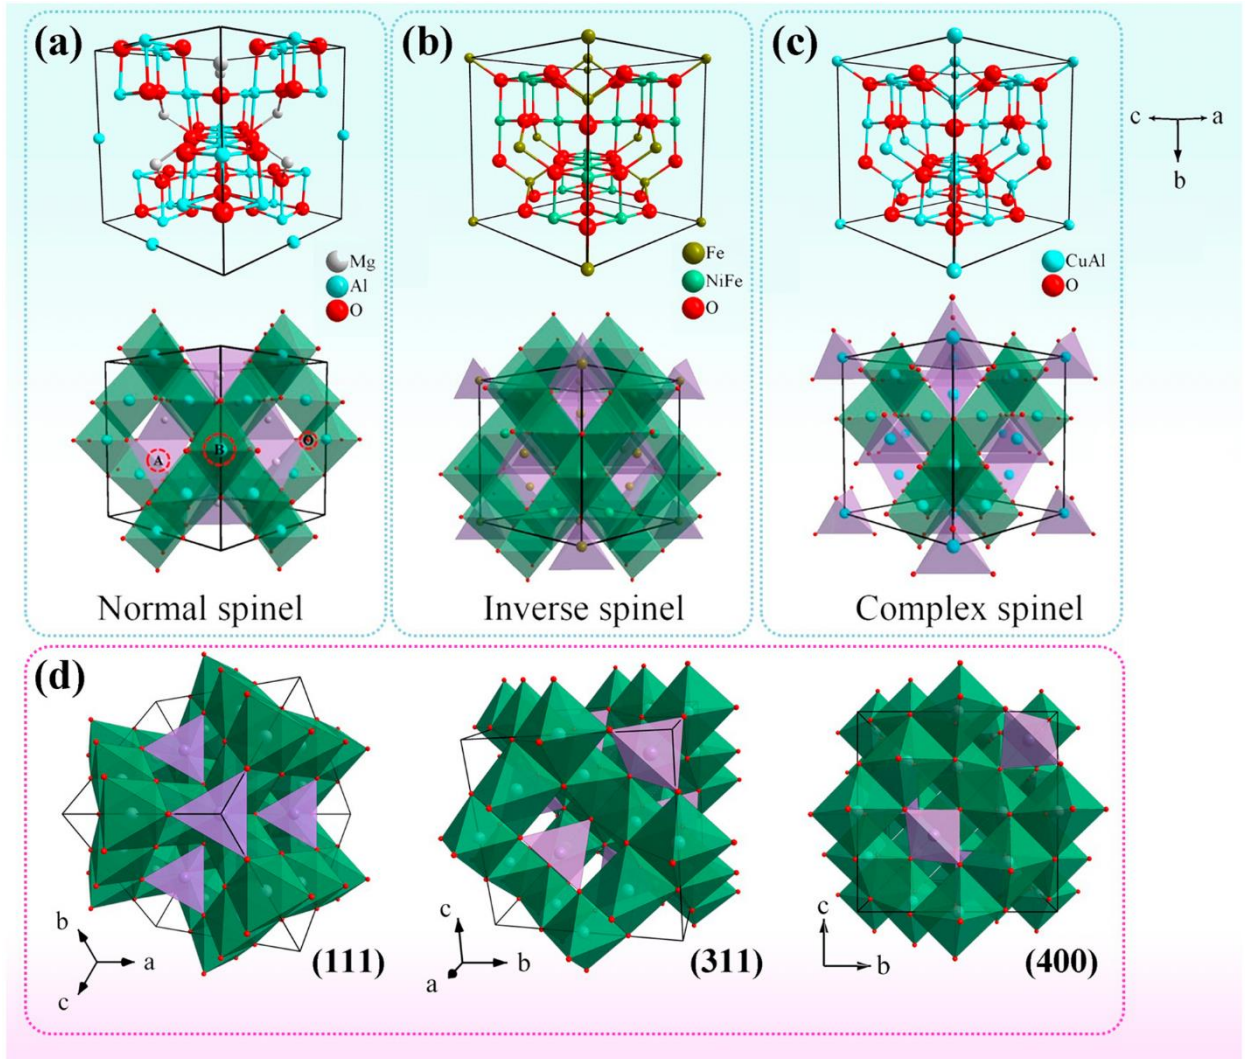 (a)
Mg
Al
O
A
B
O
Normal spinel
(b)
Fe
NiFe
O
Inverse spinel
(c)
CuAl
O
Complex spinel
c a
b
(d)
b
a
c
(111)
c
b
a
(311)
c
b
(400)